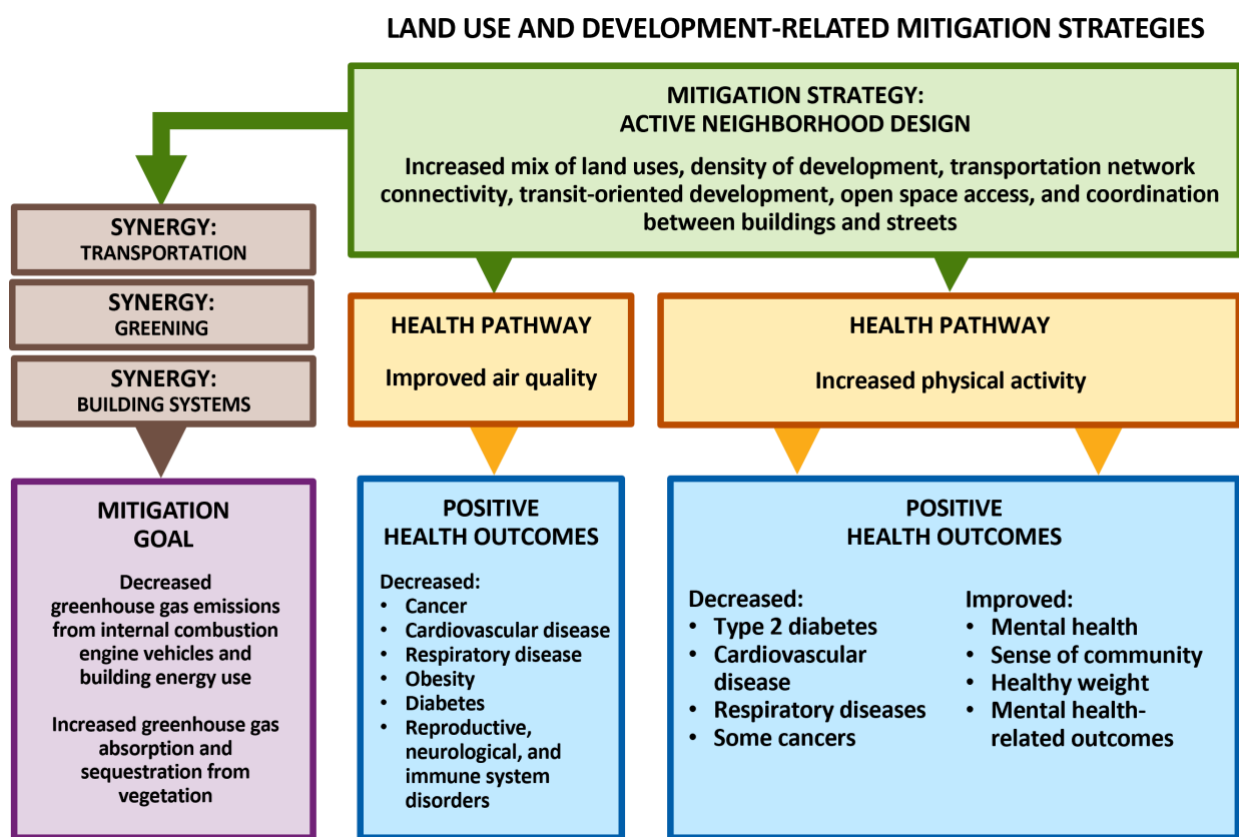 LAND USE AND DEVELOPMENT-RELATED MITIGATION STRATEGIES
MITIGATION STRATEGY:
ACTIVE NEIGHBORHOOD DESIGN
Increased mix of land uses, density of development, transportation network
connectivity, transit-oriented development, open space access, and coordination
between buildings and streets
SYNERGY:
TRANSPORTATION
SYNERGY:
GREENING
SYNERGY:
BUILDING SYSTEMS
MITIGATION
GOAL
Decreased
greenhouse gas emissions
from internal combustion
engine vehicles and
building energy use
Increased greenhouse gas
absorption and
sequestration from
vegetation
HEALTH PATHWAY
Improved air quality
POSITIVE
HEALTH OUTCOMES
Decreased:
• Cancer
• Cardiovascular disease
• Respiratory disease
• Obesity
• Diabetes
• Reproductive,
neurological, and
immune system
disorders
HEALTH PATHWAY
Increased physical activity
POSITIVE
HEALTH OUTCOMES
Decreased:
• Type 2 diabetes
• Cardiovascular
disease
• Respiratory diseases
• Some cancers
Improved:
• Mental health
• Sense of community
• Healthy weight
• Mental health-
related outcomes